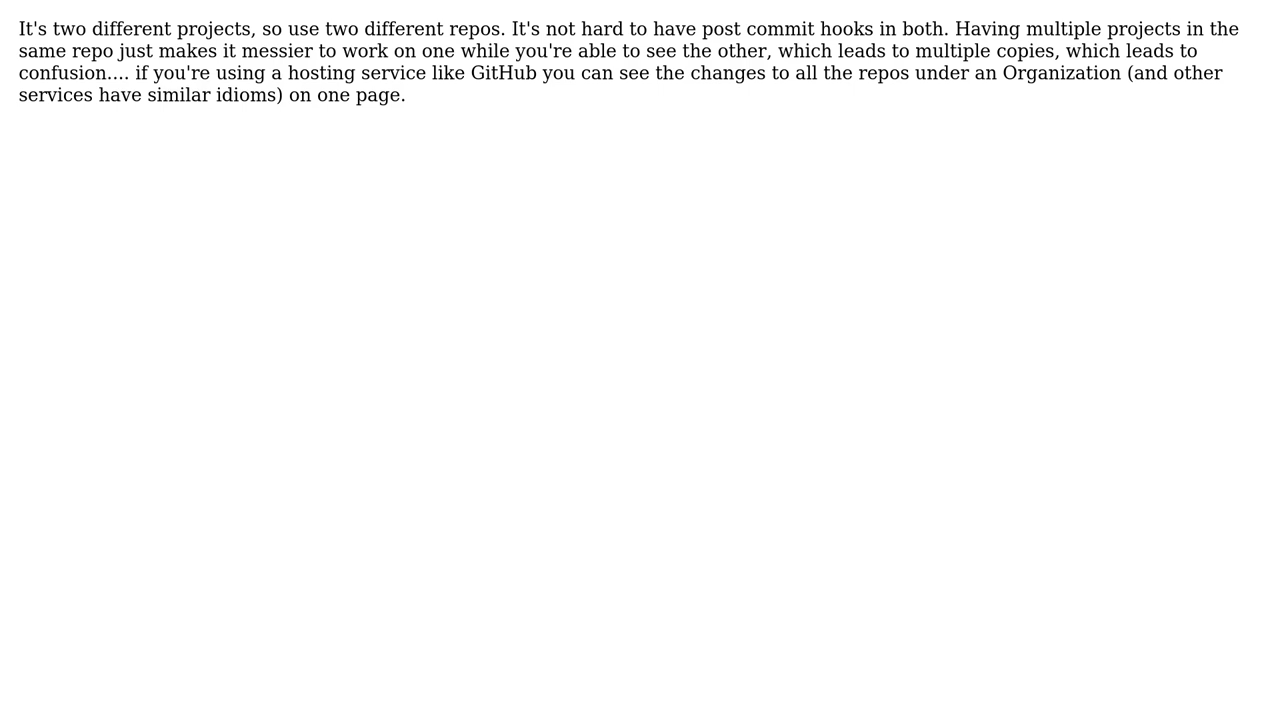 It's two different projects, so use two different repos. It's not hard to have post commit hooks in both. Having multiple projects in the
same repo just makes it messier to work on one while you're able to see the other, which leads to multiple copies, which leads to
confusion.... if you're using a hosting service like GitHub you can see the changes to all the repos under an Organization (and other
services have similar idioms) on one page.